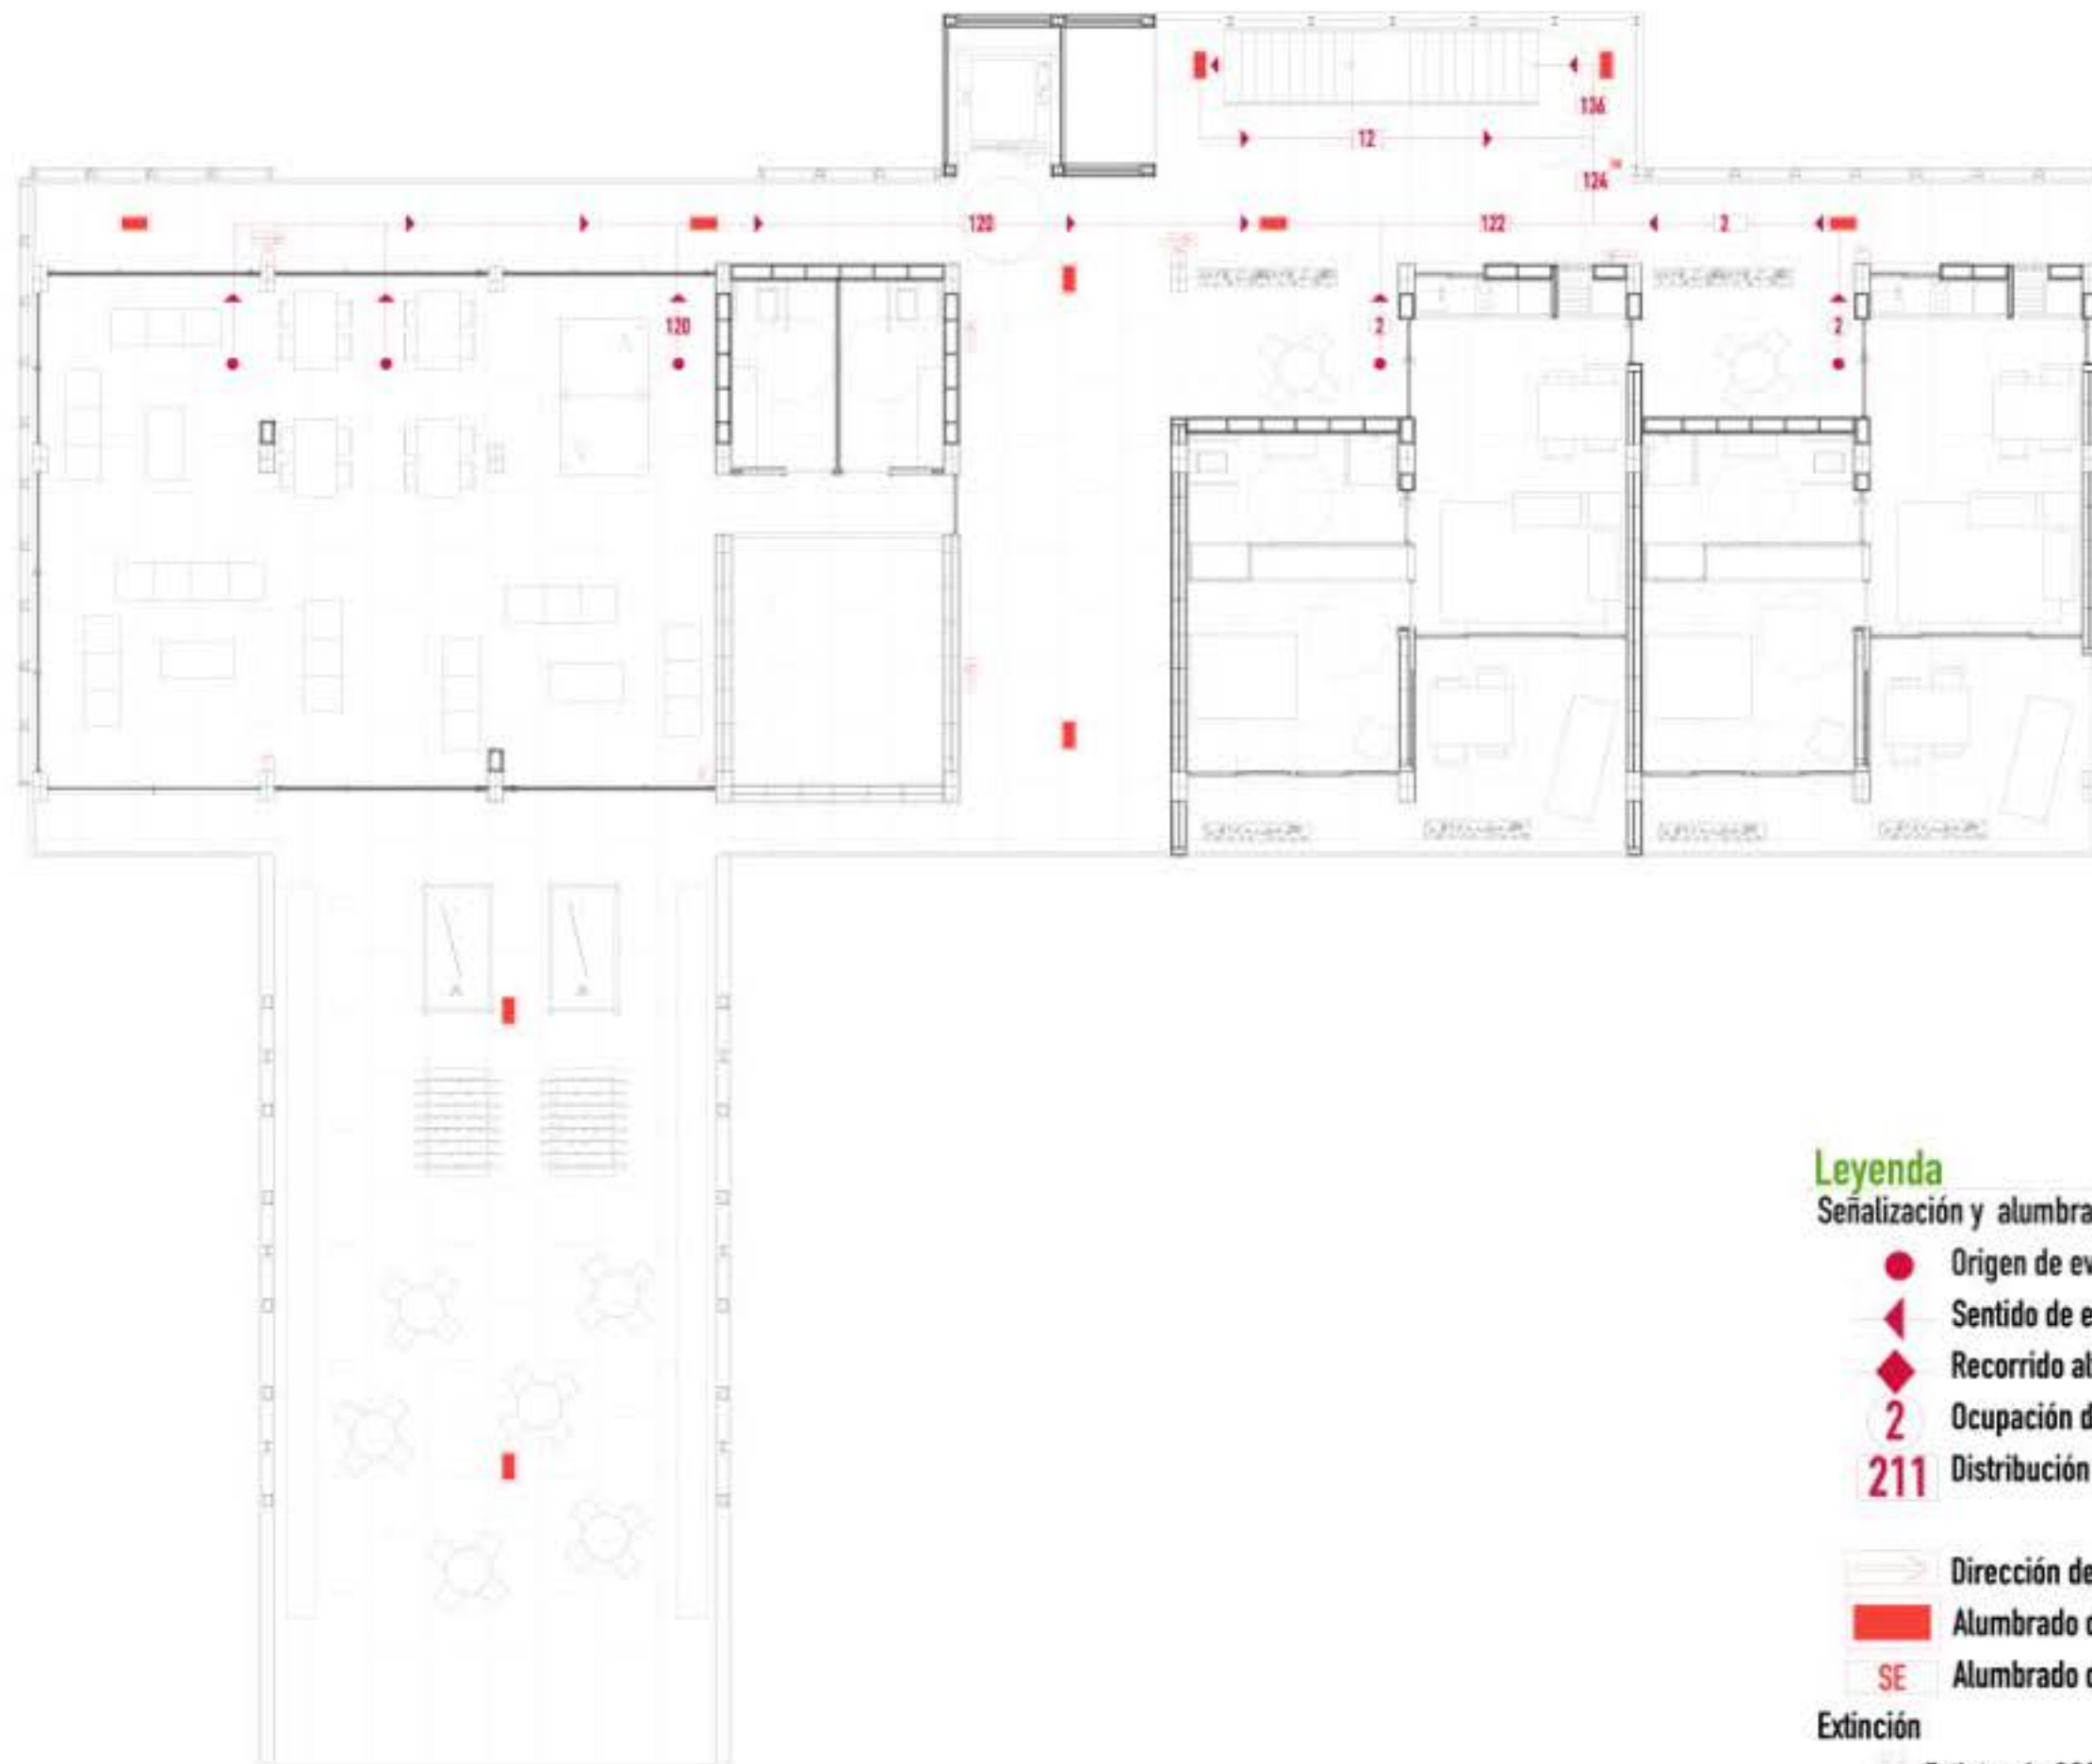 136
12
124
120
122
2
120
2
2
Leyenda
Señalización y alumbra
Origen de ev
Sentido de e
Recorrido al
2 Ocupación d
211 Distribución
Dirección de
Alumbrado d
SE Alumbrado d
Extinción